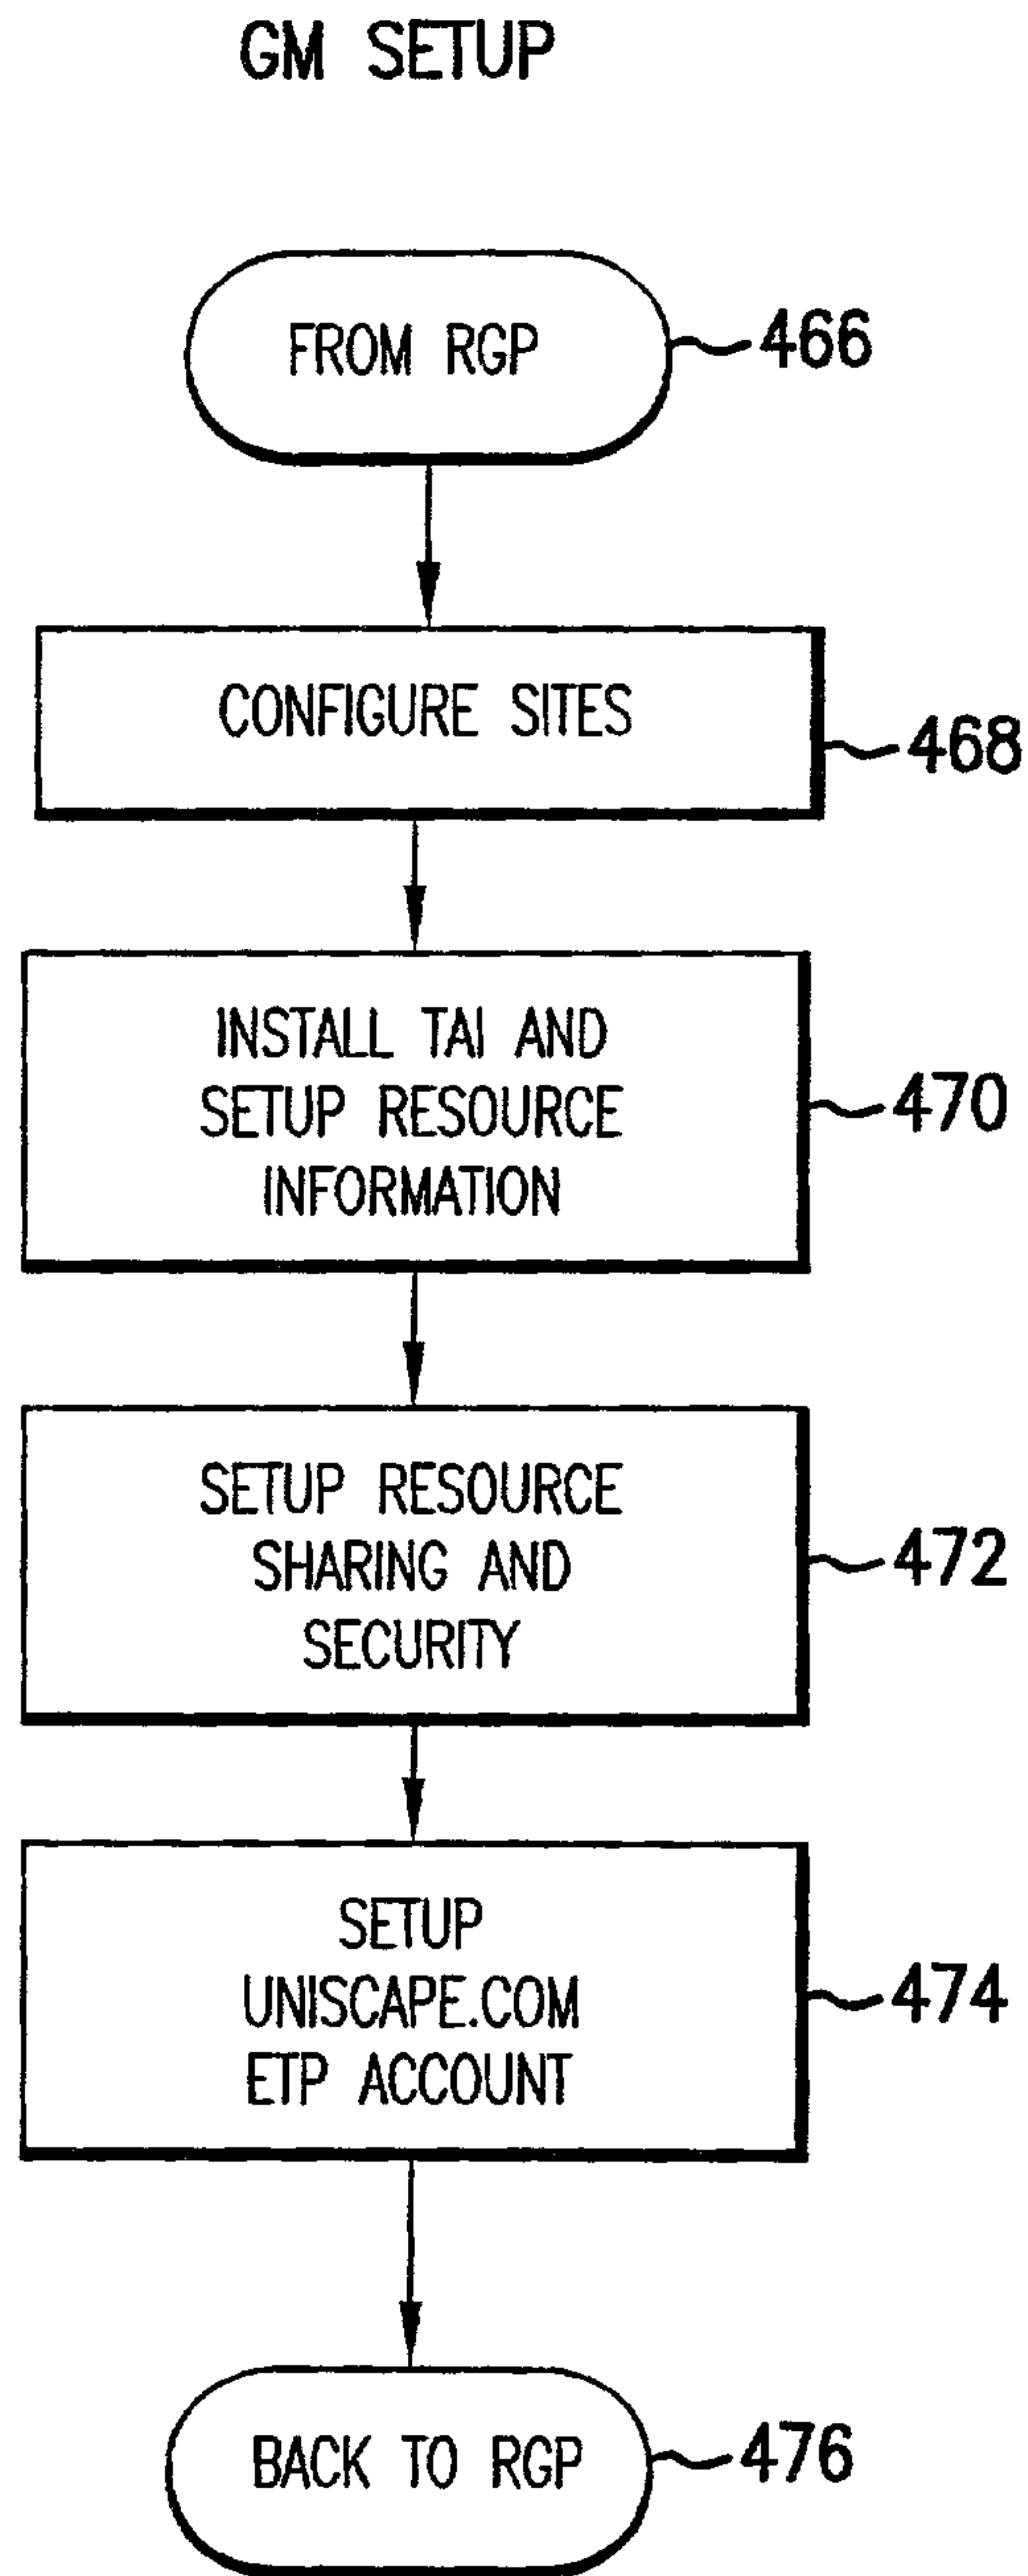 GM SETUP
FROM RGP
466
CONFIGURE SITES
468
INSTALL TAI AND
SETUP RESOURCE
INFORMATION
470
SETUP RESOURCE
SHARING AND
SECURITY
472
SETUP
UNISCAPE.COM
ETP ACCOUNT
474
BACK TO RGP
476